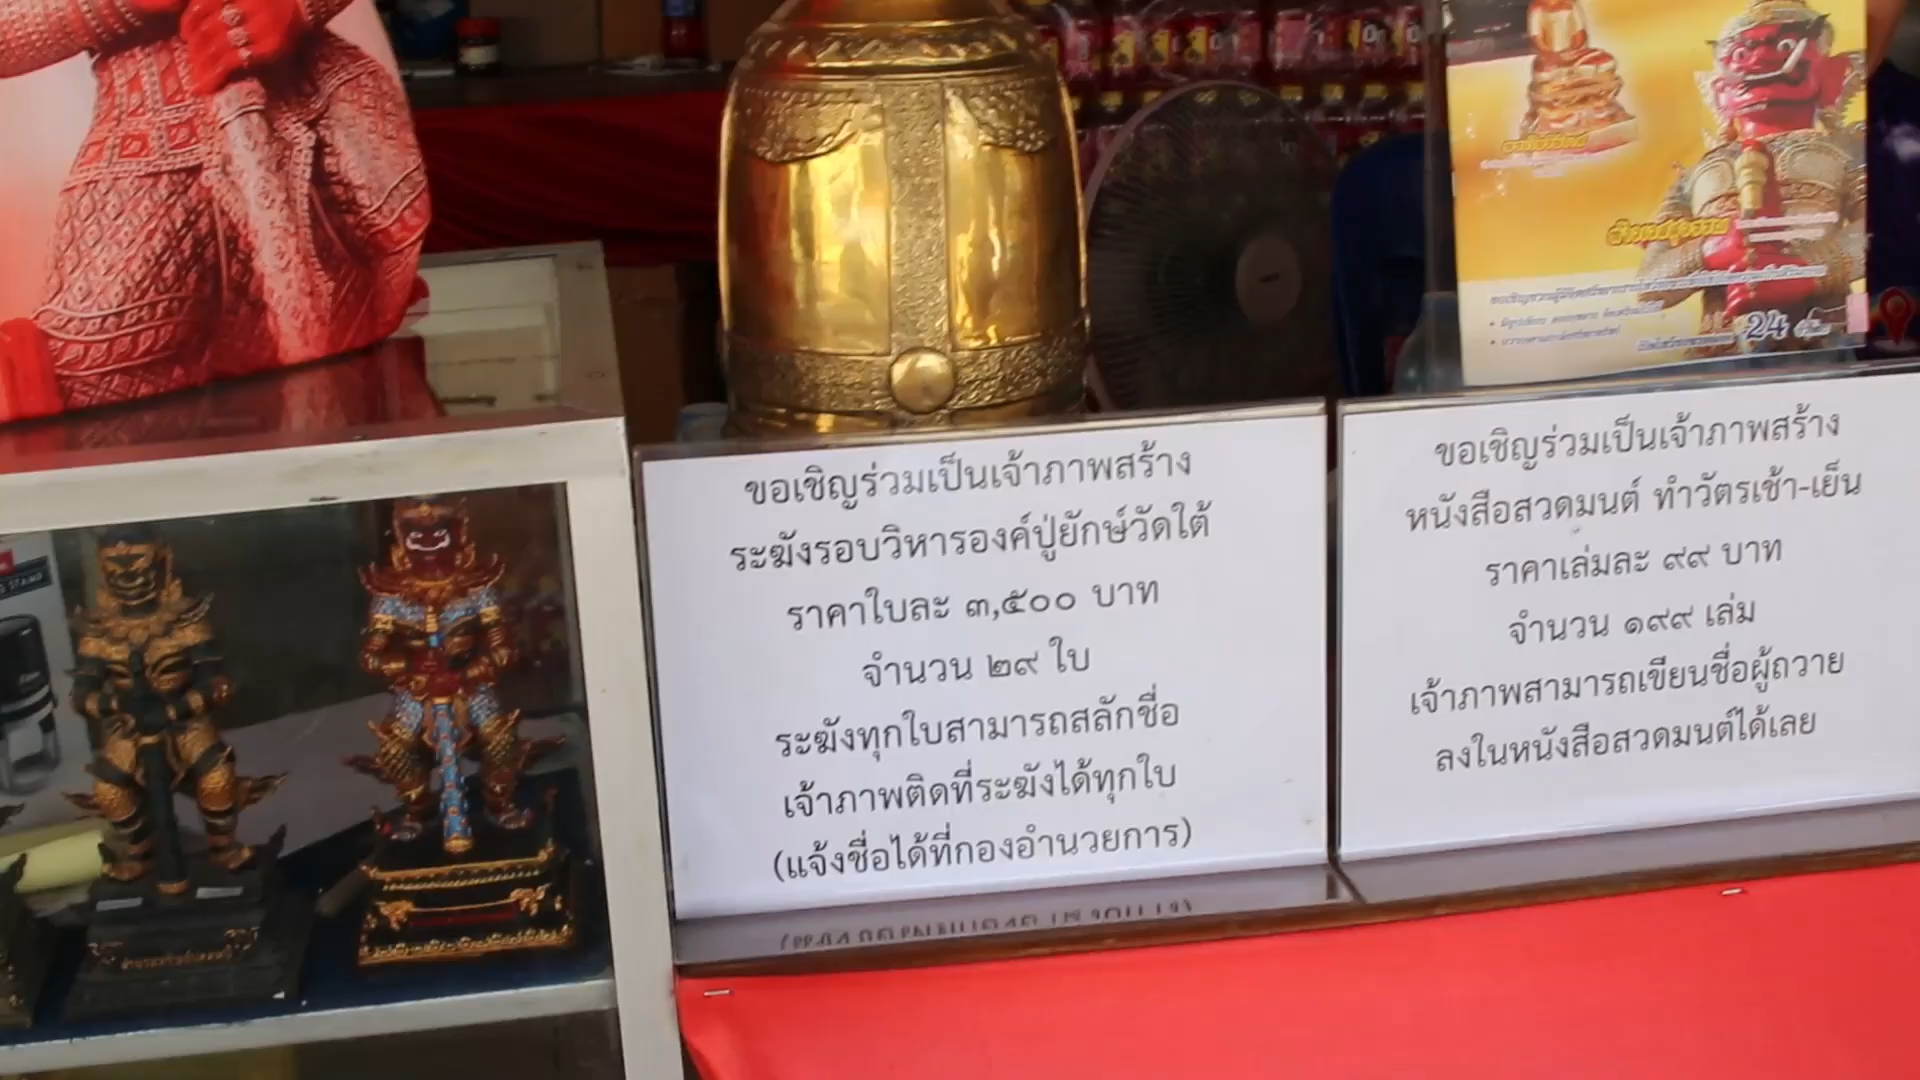 ขอเชิญร่วมเป็นเจ้าภาพสร้าง
ระฆังรอบวิหารองค์ปู่ยักษ์วัดใต้
ราคาใบละ ๓,๕๐๐ บาท
จำนวน ๒๙ ใบ
ระฆังทุกใบสามารถสลักชื่อ
เจ้าภาพติดที่ระฆังได้ทุกใบ
(แจ้งชื่อได้ที่กองอำนวยการ)
ขอเชิญร่วมเป็นเจ้าภาพสร้าง
หนังสือสวดมนต์ ทำวัตรเช้า-เย็น
ราคาเล่มละ ๙๙ บาท
จำนวน ๑๙๙ เล่ม
เจ้าภาพสามารถเขียนชื่อผู้ถวาย
ลงในหนังสือสวดมนต์ได้เลย
24
STAND